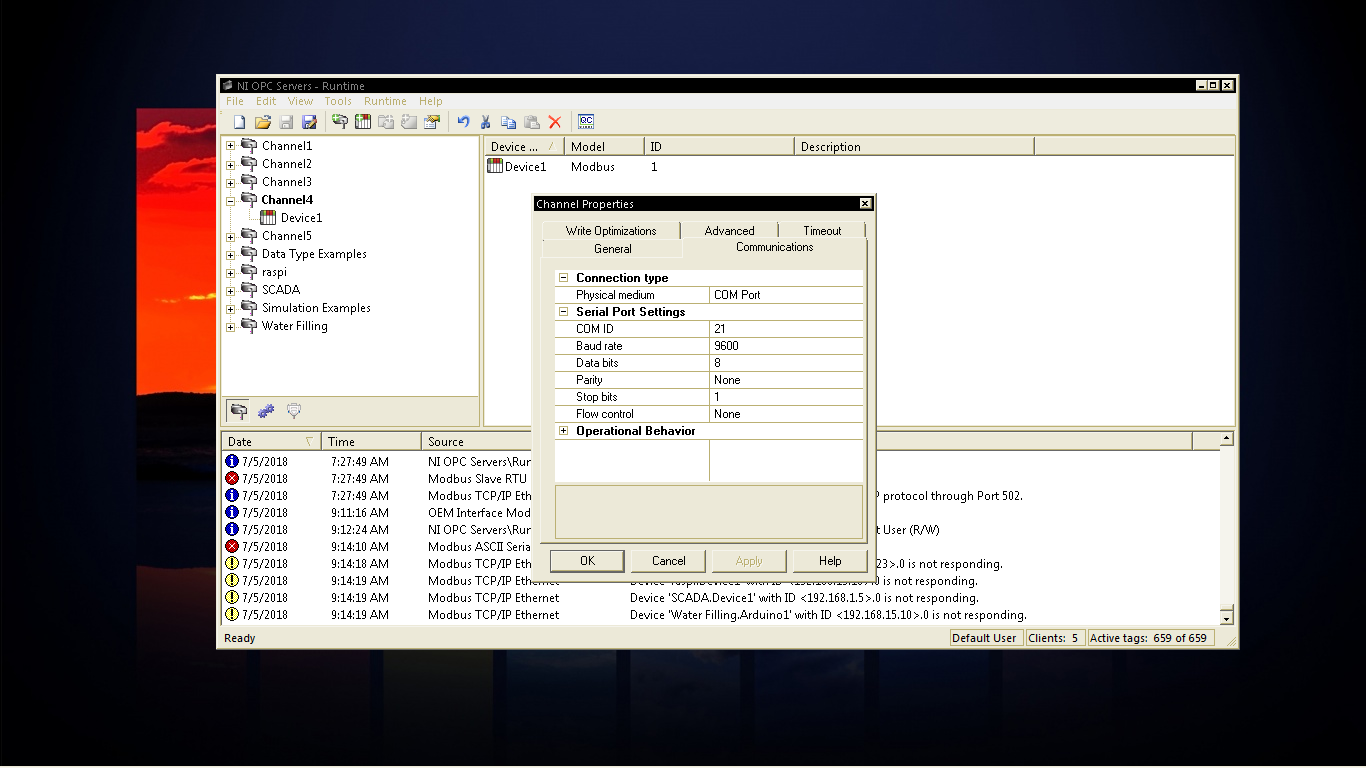 NI OPC Servers - Runtime
File Edit View Tools Runtime Help
QC
Channel1
Channel2
Channel3
Channel4
Device1
Channel5
Data Type Examples
raspi
SCADA
Simulation Examples
Water Filling
Device ... Model ID Description
Device1 Modbus 1
Channel Properties
Write Optimizations Advanced Timeout
General Communications
Connection type
Physical medium COM Port
Serial Port Settings
COM ID 21
Baud rate 9600
Data bits 8
Parity None
Stop bits 1
Flow control None
Operational Behavior
OK Cancel Apply Help
Date Time Source
7/5/2018 7:27:49 AM NI OPC Servers\Run
7/5/2018 7:27:49 AM Modbus Slave RTU
7/5/2018 7:27:49 AM Modbus TCP/IP Ether P protocol through Port 502.
7/5/2018 9:11:16 AM OEM Interface Mod
7/5/2018 9:12:24 AM NI OPC Servers\Run t User (R/W)
7/5/2018 9:14:10 AM Modbus ASCII Seria
7/5/2018 9:14:18 AM Modbus TCP/IP Ether 23>.0 is not responding.
7/5/2018 9:14:19 AM Modbus TCP/IP Ethernet Device 'raspi.Device1' with ID is not responding.
7/5/2018 9:14:19 AM Modbus TCP/IP Ethernet Device 'SCADA.Device1' with ID <192.168.1.5>.0 is not responding.
7/5/2018 9:14:19 AM Modbus TCP/IP Ethernet Device 'Water Filling.Arduino1' with ID <192.168.15.10>.0 is not responding.
Ready Default User Clients: 5 Active tags: 659 of 659